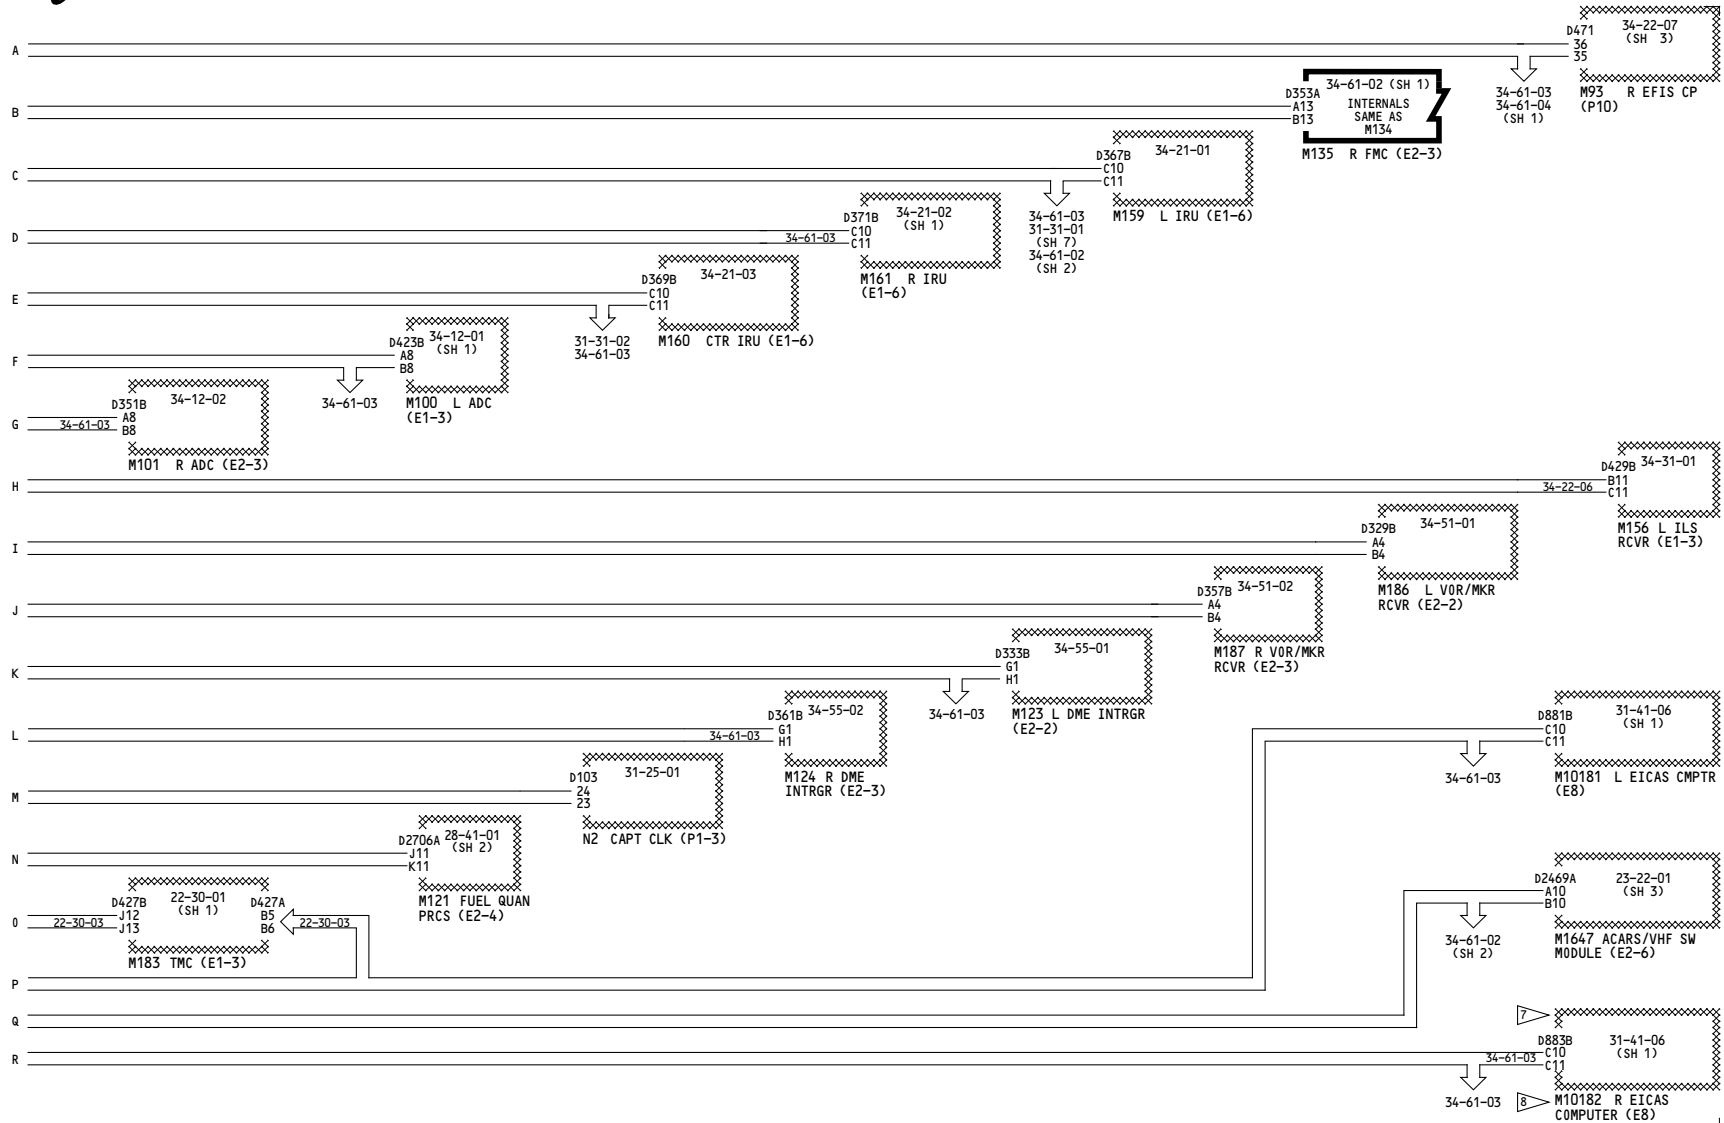 A
D471
36
35
34-22-07
(SH 3)
M93 R EFIS CP
(P10)
34-61-03
34-61-04
(SH 1)
B
D353A
A13
B13
34-61-02 (SH 1)
INTERNALS
SAME AS
M134
M135 R FMC (E2-3)
C
D367B
C10
C11
34-21-01
M159 L IRU (E1-6)
34-61-03
31-31-01
(SH 7)
34-61-02
(SH 2)
D
34-61-03
D371B
C10
C11
34-21-02
(SH 1)
M161 R IRU
(E1-6)
E
D369B
C10
C11
34-21-03
M160 CTR IRU (E1-6)
31-31-02
34-61-03
F
D423B
A8
B8
34-12-01
(SH 1)
M100 L ADC
(E1-3)
34-61-03
G
34-61-03
D351B
A8
B8
34-12-02
M101 R ADC (E2-3)
H
34-22-06
D429B
B11
C11
34-31-01
M156 L ILS
RCVR (E1-3)
I
D329B
A4
B4
34-51-01
M186 L VOR/MKR
RCVR (E2-2)
J
D357B
A4
B4
34-51-02
M187 R VOR/MKR
RCVR (E2-3)
K
D333B
G1
H1
34-55-01
M123 L DME INTRGR
(E2-2)
34-61-03
L
34-61-03
D361B
G1
H1
34-55-02
M124 R DME
INTRGR (E2-3)
D881B
C10
C11
31-41-06
(SH 1)
M10181 L EICAS CMPTR
(E8)
34-61-03
M
D103
24
23
31-25-01
N2 CAPT CLK (P1-3)
N
D2706A
J11
K11
28-41-01
(SH 2)
M121 FUEL QUAN
PRCS (E2-4)
D2469A
A10
B10
23-22-01
(SH 3)
M1647 ACARS/VHF SW
MODULE (E2-6)
34-61-02
(SH 2)
O
22-30-03
D427B
J12
J13
22-30-01
(SH 1)
D427A
B5
B6
22-30-03
M183 TMC (E1-3)
P
Q
7
R
34-61-03
D883B
C10
C11
31-41-06
(SH 1)
34-61-03
8
M10182 R EICAS
COMPUTER (E8)